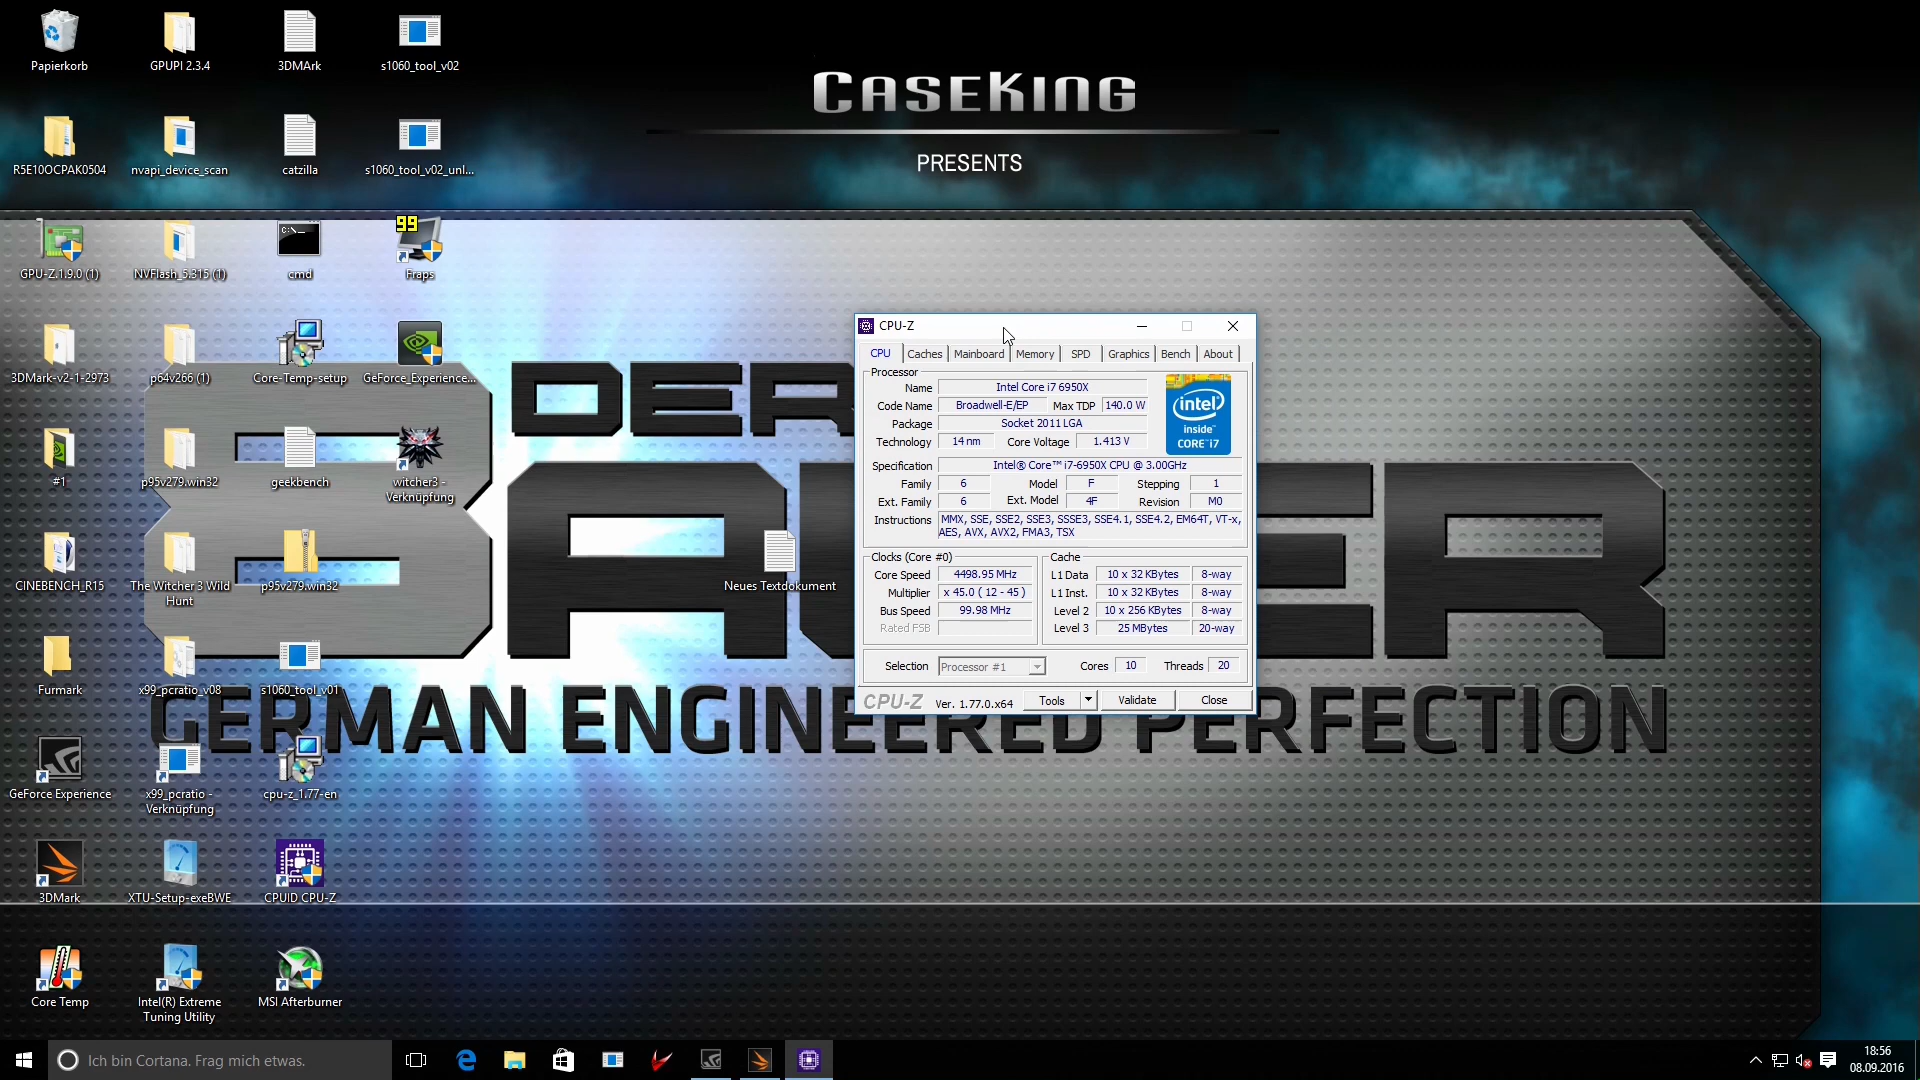 Papierkorb
GPUPI 2.3.4
3DMArk
s1060_tool_v02
R5E10OCPAK0504
nvapi_device_scan
catzilla
s1060_tool_v02_unl...
CASEKING
PRESENTS
C:\_
99
GPU-Z.1.9.0 (1)
NVFlash_5.315 (1)
cmd
Fraps
3DMark-v2-1-2973
p64v266 (1)
Core-Temp-setup
GeForce_Experience...
#1
p95v279.win32
geekbench
witcher3 -
Verknüpfung
CINEBENCH_R15
The Witcher 3 Wild
Hunt
p95v279.win32
Neues Textdokument
Furmark
x99_pcratio_v08
s1060_tool_v01
GeForce Experience
x99_pcratio -
Verknüpfung
cpu-z_1.77-en
3DMark
XTU-Setup-exeBWE
CPUID CPU-Z
Core Temp
Intel(R) Extreme
Tuning Utility
MSI Afterburner
DER
GERMAN ENGINEERED PERFECTION
CPU-Z
CPU Caches Mainboard Memory SPD Graphics Bench About
Processor
Name Intel Core i7 6950X
Code Name Broadwell-E/EP Max TDP 140.0 W
Package Socket 2011 LGA
Technology 14 nm Core Voltage 1.413 V
intel
inside™
CORE™i7
Specification Intel® Core™ i7-6950X CPU @ 3.00GHz
Family 6 Model F Stepping 1
Ext. Family 6 Ext. Model 4F Revision M0
Instructions MMX, SSE, SSE2, SSE3, SSSE3, SSE4.1, SSE4.2, EM64T, VT-x,
AES, AVX, AVX2, FMA3, TSX
Clocks (Core #0)
Core Speed 4498.95 MHz
Multiplier x 45.0 ( 12 - 45 )
Bus Speed 99.98 MHz
Rated FSB
Cache
L1 Data 10 x 32 KBytes 8-way
L1 Inst. 10 x 32 KBytes 8-way
Level 2 10 x 256 KBytes 8-way
Level 3 25 MBytes 20-way
Selection Processor #1 Cores 10 Threads 20
CPU-Z Ver. 1.77.0.x64 Tools Validate Close
Ich bin Cortana. Frag mich etwas.
18:56
08.09.2016